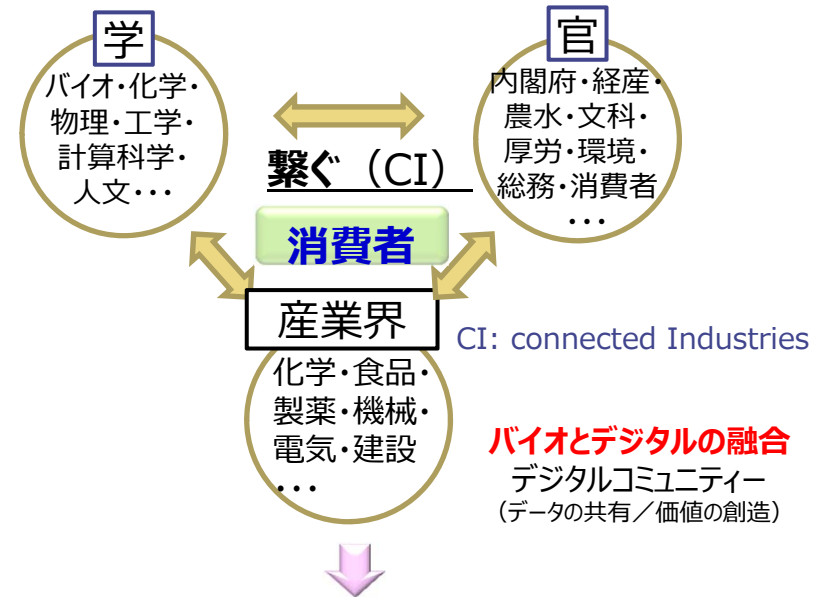 学
バイオ・化学・
物理・工学・
計算科学・
人文・・・
官
内閣府・経産・
農水・文科・
厚労・環境・
総務・消費者
・・・
繋ぐ（CI）
消費者
産業界
化学・食品・
製薬・機械・
電気・建設
・・・
CI: connected Industries
バイオとデジタルの融合
デジタルコミュニティー
（データの共有／価値の創造）